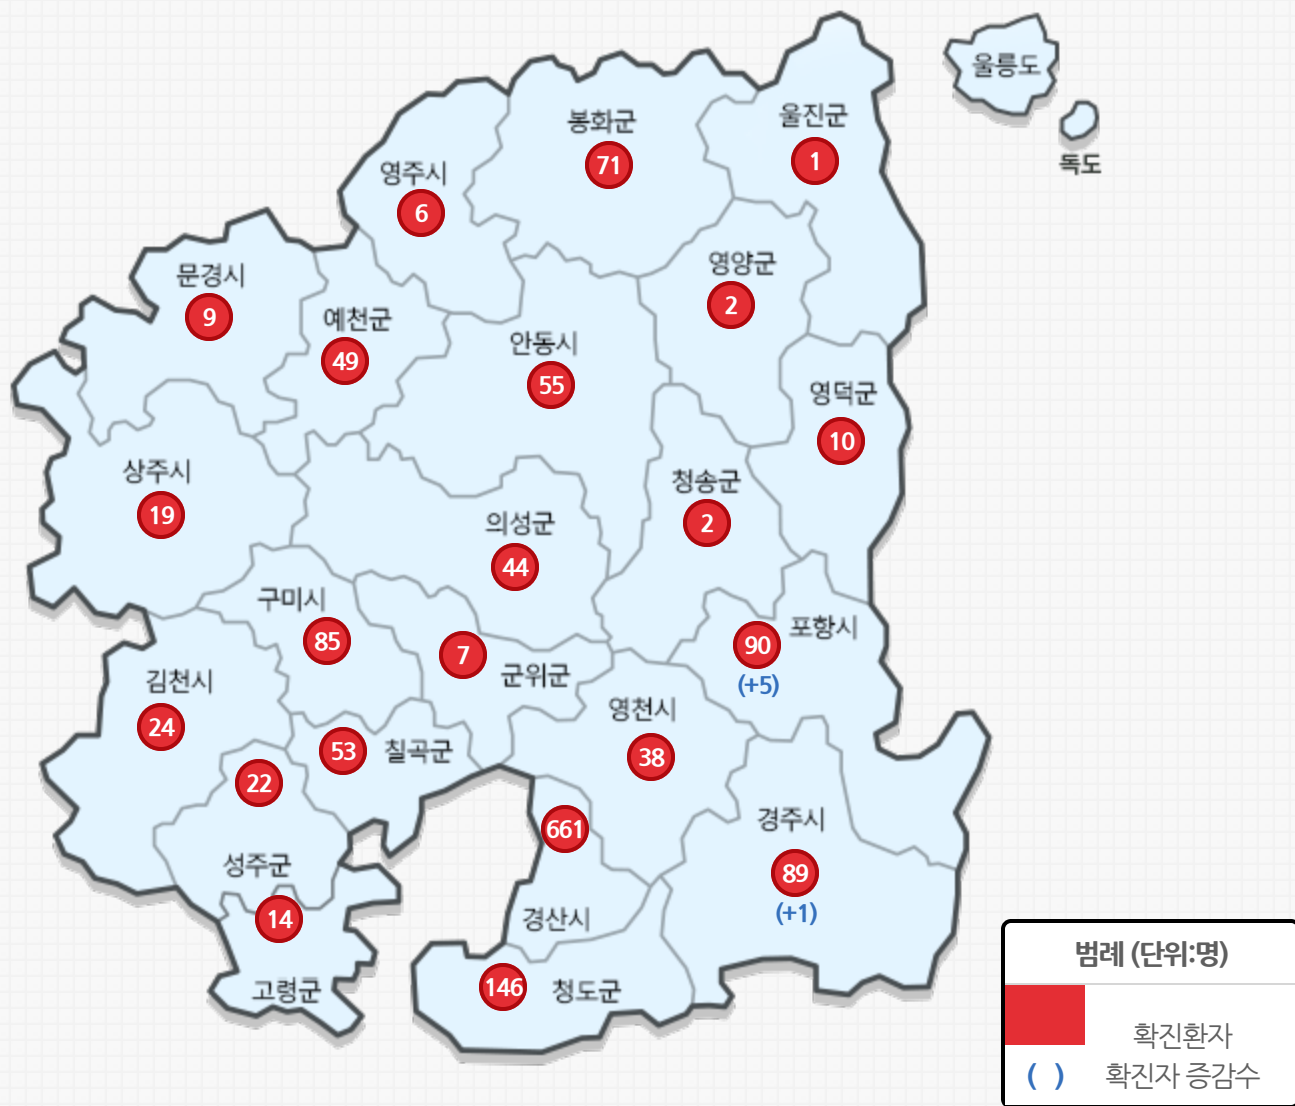 울릉도
독도
울진군
1
봉화군
71
영주시
6
영양군
2
문경시
9
예천군
49
안동시
55
영덕군
10
상주시
19
청송군
2
의성군
44
구미시
85
7
군위군
포항시
90
(+5)
김천시
24
영천시
38
53
칠곡군
22
성주군
661
경산시
경주시
89
(+1)
14
고령군
146
청도군
범례 (단위:명)
확진환자
( ) 확진자 증감수